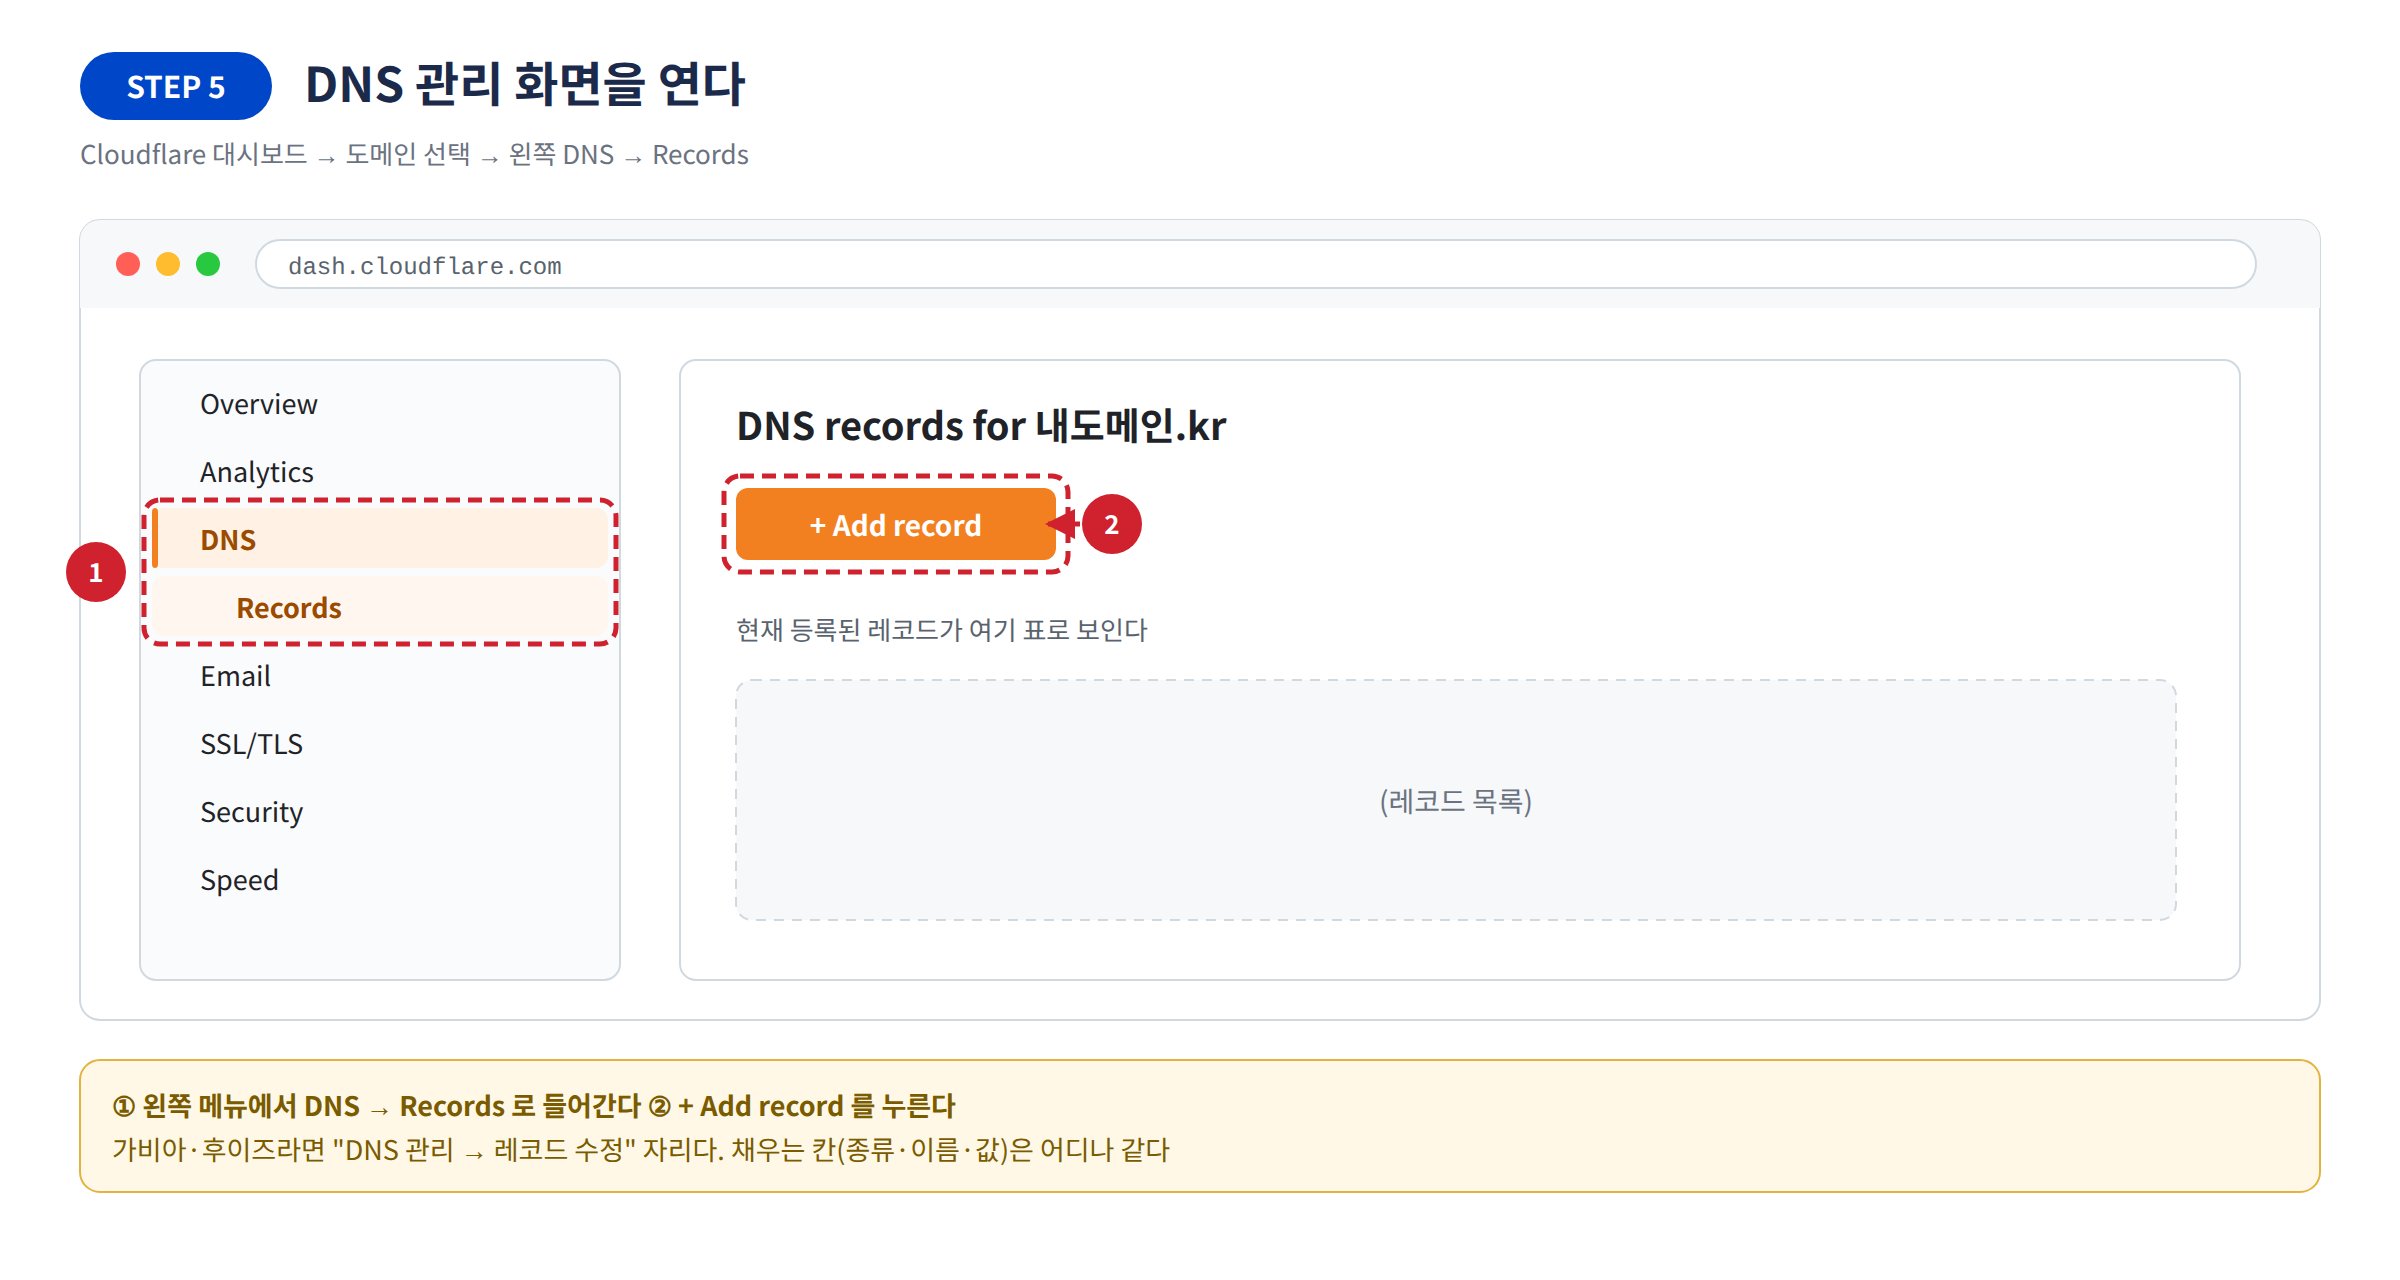 STEP 5
DNS 관리 화면을 연다
Cloudflare 대시보드 → 도메인 선택 → 왼쪽 DNS → Records
dash.cloudflare.com
Overview
Analytics
DNS
1
Records
Email
SSL/TLS
Security
Speed
DNS records for 내도메인.kr
+ Add record
2
현재 등록된 레코드가 여기 표로 보인다
(레코드 목록)
① 왼쪽 메뉴에서 DNS → Records 로 들어간다 ② + Add record 를 누른다
가비아·후이즈라면 "DNS 관리 → 레코드 수정" 자리다. 채우는 칸(종류·이름·값)은 어디나 같다